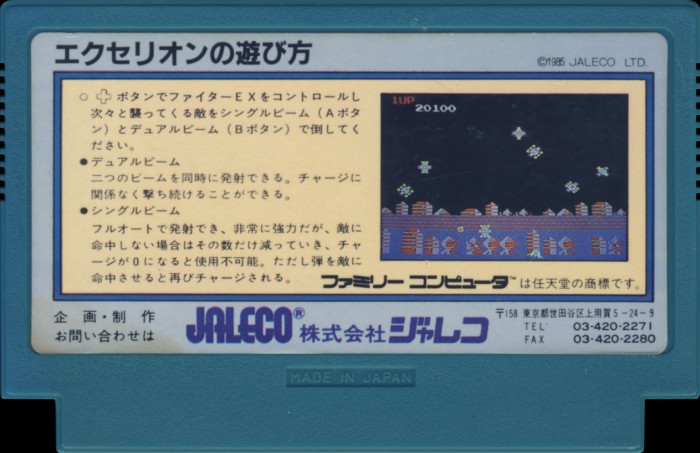 エクセリオンの遊び方
©1985 JALECO LTD.
○ ボタンでファイターEXをコントロールし
次々と襲ってくる敵をシングルビーム(Aボタ
ン)とデュアルビーム(Bボタン)で倒してくだ
さい。
●デュアルビーム
二つのビームを同時に発射できる。チャージに
関係なく撃ち続けることができる。
●シングルビーム
フルオートで発射でき、非常に強力だが、敵に
命中しない場合はその数だけ減っていき、チャ
ージが0になると使用不可能。ただし弾を敵に
命中させると再びチャージされる。
1UP
20100
ファミリーコンピュータ™は任天堂の商標です。
企画・制作
お問い合わせは
JALECO® 株式会社ジャレコ
〒158 東京都世田谷区上用賀5-24-9
TEL 03-420-2271
FAX 03-420-2280
MADE IN JAPAN